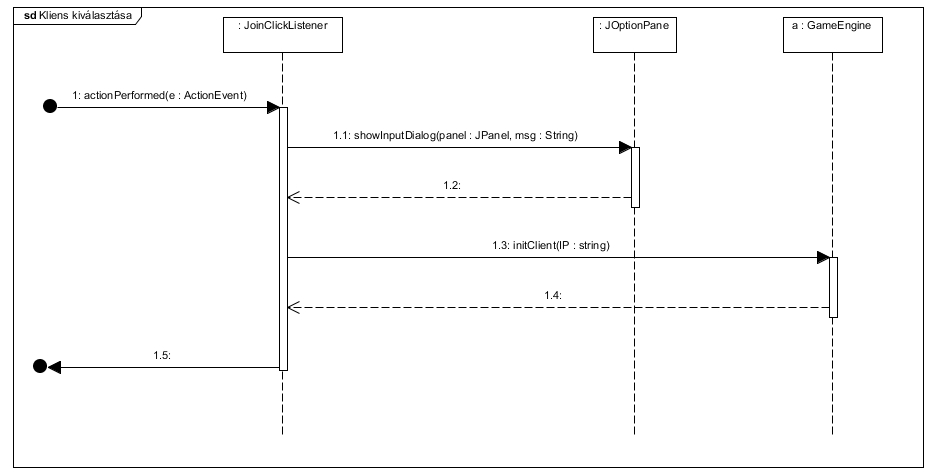 sd Kliens kiválasztása
: JoinClickListener
: JOptionPane
a : GameEngine
1: actionPerformed(e : ActionEvent)
1.1: showInputDialog(panel : JPanel, msg : String)
1.2:
1.3: initClient(IP : string)
1.4:
1.5: